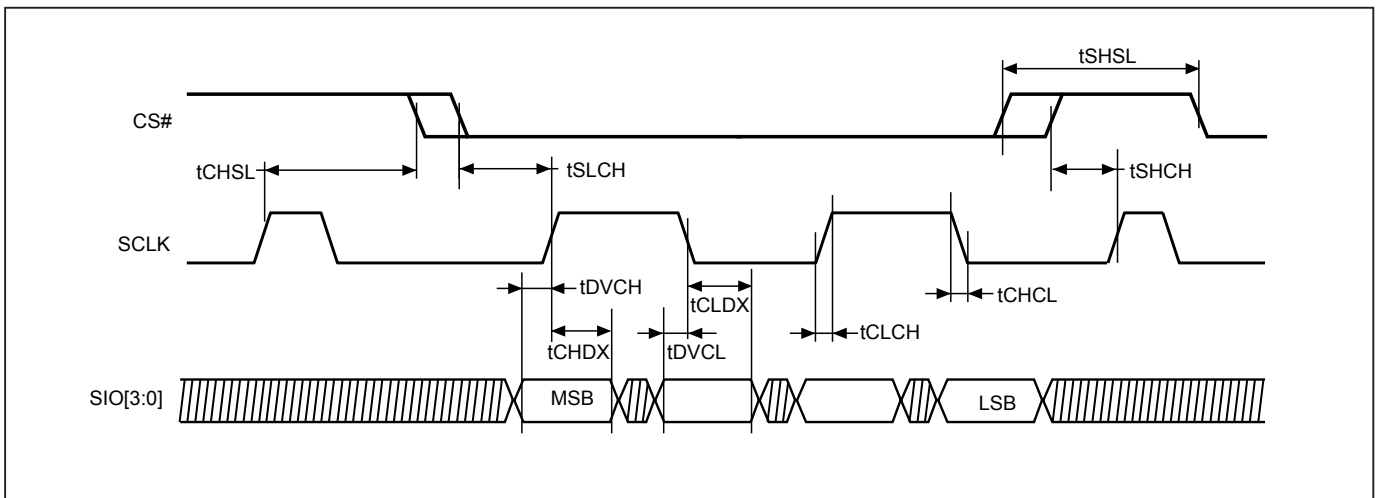 tSHSL
CS#
tCHSL
tSLCH
tSHCH
SCLK
tDVCH
tCLDX
tCHCL
tCHDX
tDVCL
tCLCH
SIO[3:0]
MSB
LSB